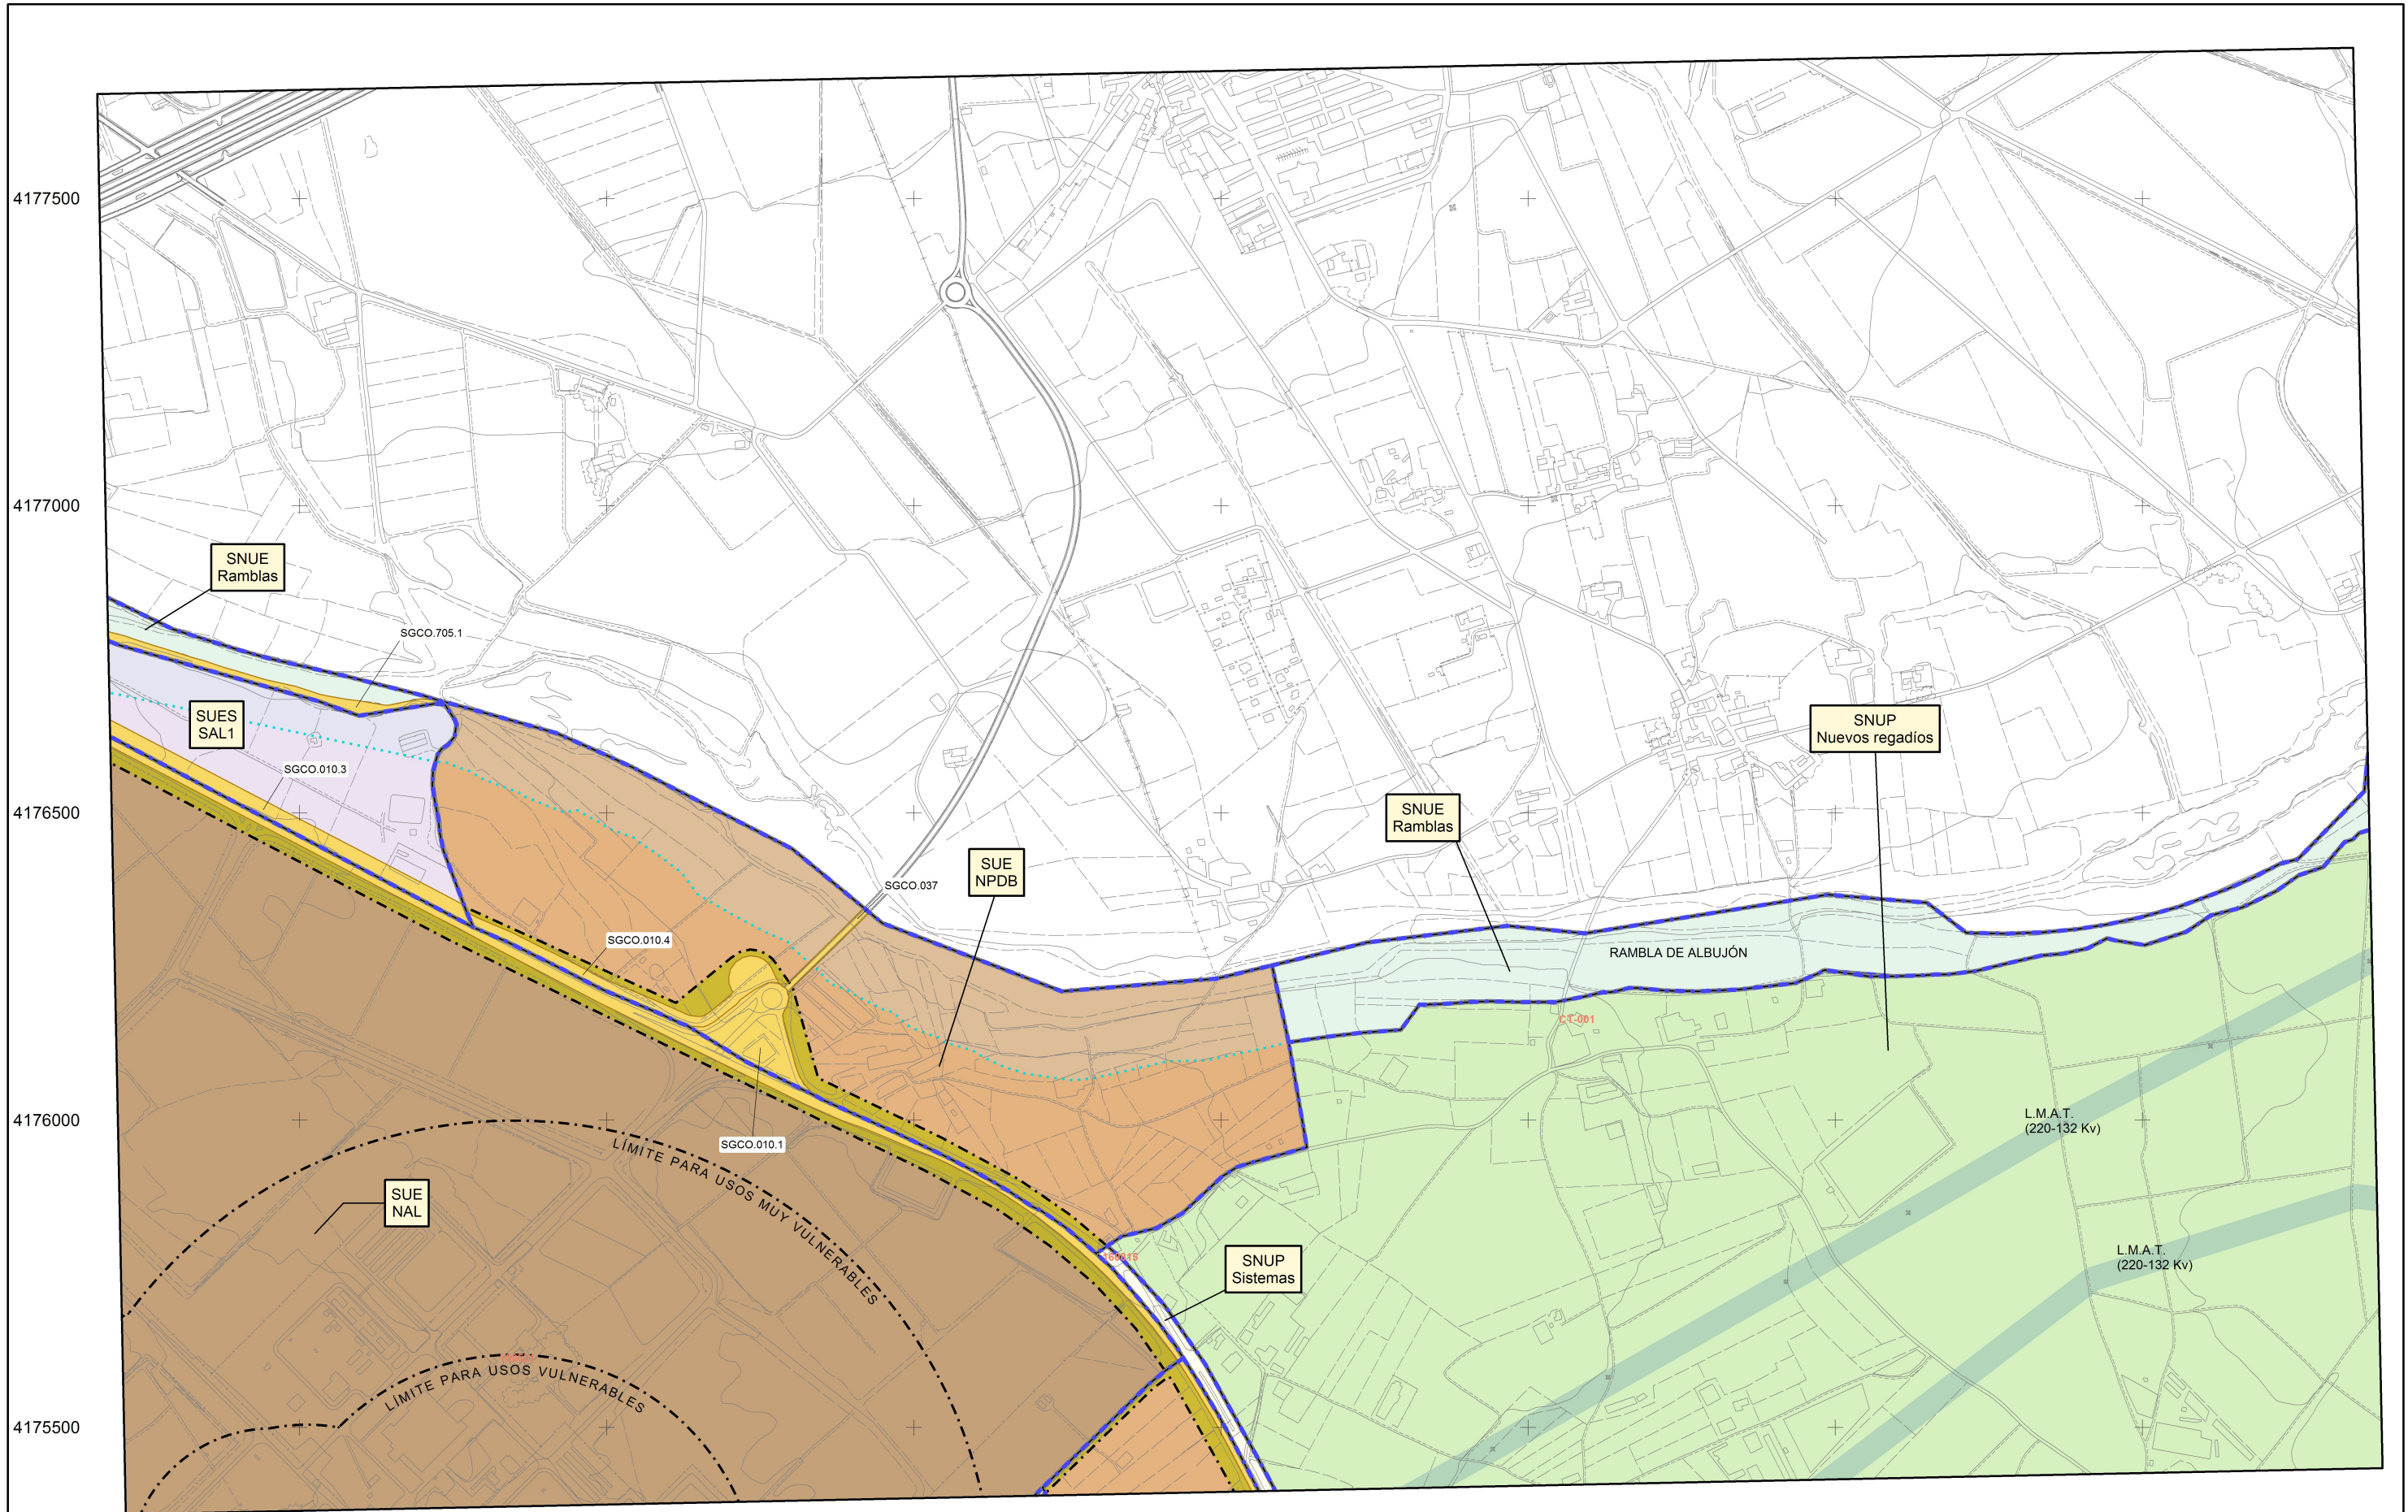 4177500
4177000
SNUE
Ramblas
SGCO.705.1
SUES
SAL1
SNUP
Nuevos regadíos
SGCO.010.3
4176500
SNUE
Ramblas
SUE
NPDB
SGCO.037
SGCO.010.4
RAMBLA DE ALBUJÓN
CT-001
4176000
L.M.A.T.
(220-132 Kv)
SGCO.010.1
LÍMITE PARA USOS MUY VULNERABLES
SUE
NAL
L.M.A.T.
(220-132 Kv)
SNUP
Sistemas
LÍMITE PARA USOS VULNERABLES
4175500